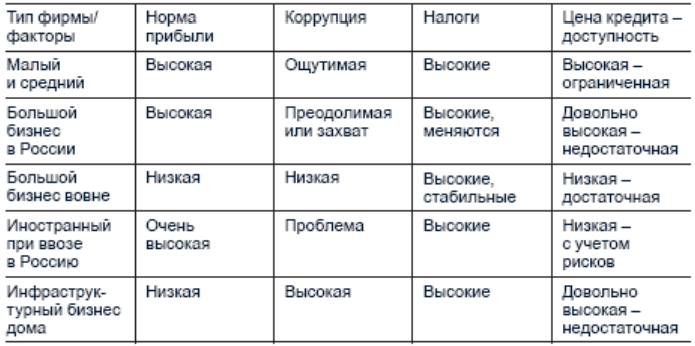 Тип фирмы/ Норма Коррупция Налоги Цена кредита –
факторы прибыли доступность
Малый Высокая Ощутимая Высокие Высокая –
и средний ограниченная
Большой Высокая Преодолимая Высокие, Довольно
бизнес или захват меняются высокая –
в России недостаточная
Большой Низкая Низкая Высокие, Низкая –
бизнес вовне стабильные достаточная
Иностранный Очень Проблема Высокие Низкая –
при ввозе высокая с учетом
в Россию рисков
Инфраструк- Низкая Высокая Высокие Довольно
турный бизнес высокая –
дома недостаточная